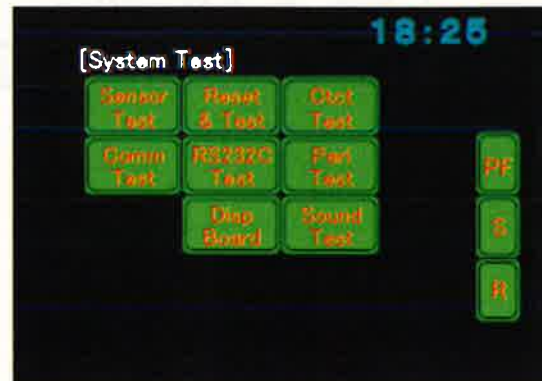 18:25
[System Test]
Sensor Test
Reset & Test
Ctct Test
Comm Test
RS232C Test
Fan Test
PF
Disp Board
Sound Test
S
R